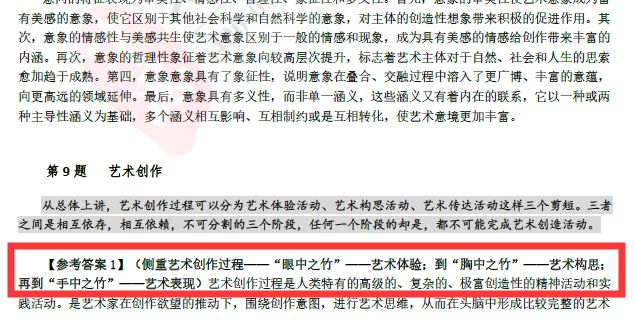 有美感的意象，使它区别于其他社会科学和自然科学的意象，对主体的创造性想象带来积极的促进作用。其
次，意象的情感性与美感共生使艺术意象区别于一般的情感和现象，成为具有美感的情感给创作带来丰富的
内涵。再次，意象的哲理性象征着艺术意象向较高层次提升，标志着艺术主体对于自然、社会和人生的思索
愈加趋于成熟。第四，意象意象具有了象征性，说明意象在叠合、交融过程中溶入了更广博、丰富的意蕴，
向更高远的领域延伸。最后，意象具有多义性，而非单一涵义，这些涵义又有着内在的联系，它以一种或两
种主导性涵义为基础，多个涵义相互影响、互相制约或是互相转化，使艺术意境更加丰富。
第 9 题 艺术创作
从总体上讲，艺术创作过程可以分为艺术体验活动、艺术构思活动、艺术传达活动这样三个剪短。三者
之间是相互依存，相互依赖，不可分割的三个阶段，任何一个阶段的却是，都不可能完成艺术创造活动。
【参考答案 1】（侧重艺术创作过程——“眼中之竹”——艺术体验；到“胸中之竹”——艺术构思；
再到“手中之竹”——艺术表现）艺术创作过程是人类特有的高级的、复杂的、极富创造性的精神活动和实
践活动。是艺术家在创作欲望的推动下，围绕创作意图，进行艺术思维，从而在头脑中形成比较完整的艺术